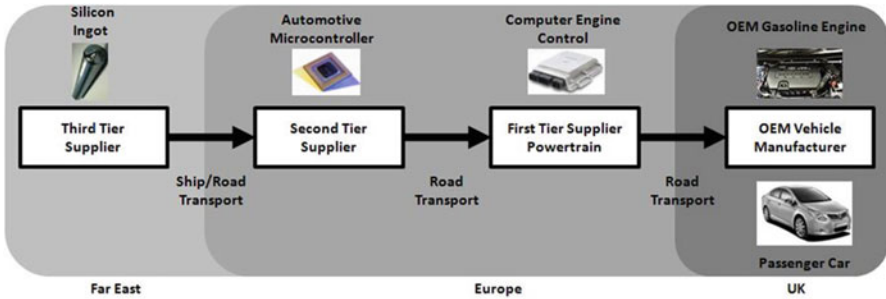 Silicon
Ingot
Automotive
Microcontroller
Computer Engine
Control
OEM Gasoline Engine
Third Tier
Supplier
Second Tier
Supplier
First Tier Supplier
Powertrain
OEM Vehicle
Manufacturer
Ship/Road
Transport
Road
Transport
Road
Transport
Passenger Car
Far East
Europe
UK